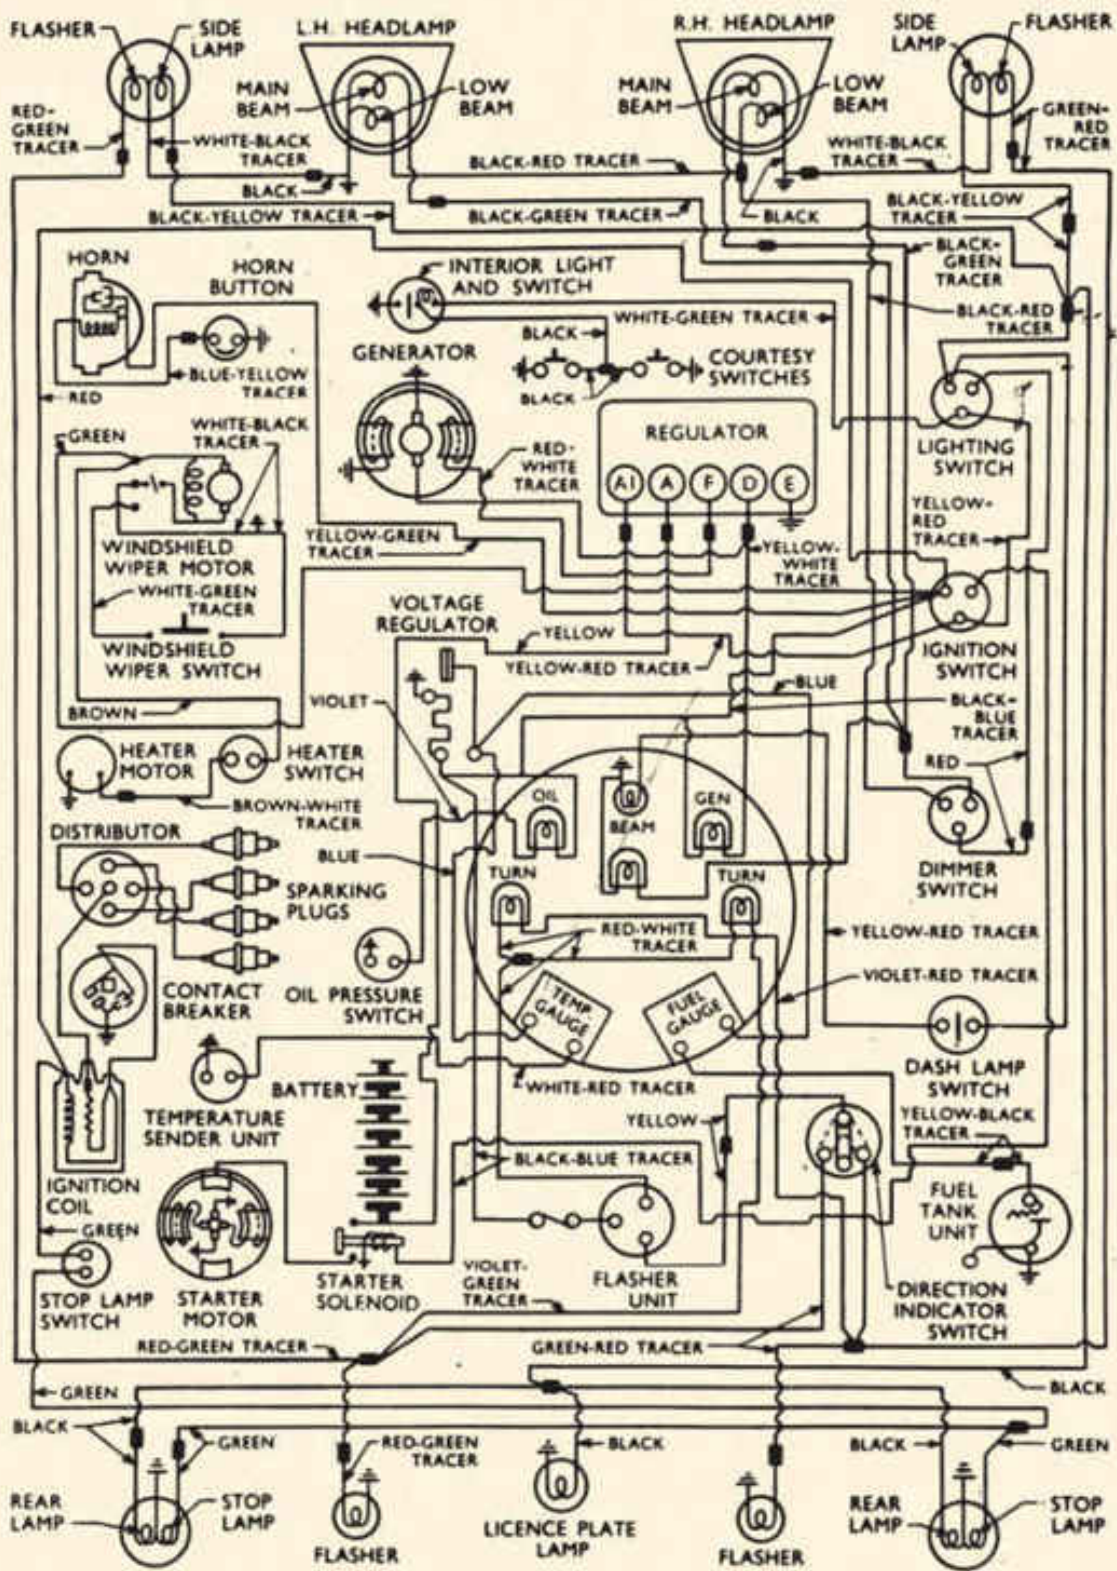 FLASHER
SIDE
LAMP
L.H. HEADLAMP
R.H. HEADLAMP
SIDE
LAMP
FLASHER
MAIN
BEAM
LOW
BEAM
MAIN
BEAM
LOW
BEAM
RED-
GREEN
TRACER
WHITE-BLACK
TRACER
BLACK-RED TRACER
WHITE-BLACK
TRACER
GREEN-
RED
TRACER
BLACK
BLACK-YELLOW TRACER
BLACK-GREEN TRACER
BLACK
BLACK-YELLOW
TRACER
HORN
HORN
BUTTON
INTERIOR LIGHT
AND SWITCH
BLACK-
GREEN
TRACER
WHITE-GREEN TRACER
BLACK-RED
TRACER
BLACK
GENERATOR
COURTESY
SWITCHES
BLUE-YELLOW
TRACER
RED
BLACK
WHITE-BLACK
TRACER
GREEN
REGULATOR
RED-
WHITE
TRACER
A1
A
F
D
E
LIGHTING
SWITCH
YELLOW-
RED
TRACER
YELLOW-GREEN
TRACER
YELLOW-
WHITE
TRACER
WINDSHIELD
WIPER MOTOR
WHITE-GREEN
TRACER
VOLTAGE
REGULATOR
YELLOW
WINDSHIELD
WIPER SWITCH
YELLOW-RED TRACER
IGNITION
SWITCH
BROWN
VIOLET
BLUE
BLACK-
BLUE
TRACER
HEATER
MOTOR
HEATER
SWITCH
RED
BROWN-WHITE
TRACER
OIL
BEAM
GEN
DISTRIBUTOR
BLUE
TURN
TURN
DIMMER
SWITCH
SPARKING
PLUGS
RED-WHITE
TRACER
YELLOW-RED TRACER
CONTACT
BREAKER
OIL PRESSURE
SWITCH
TEMP.
GAUGE
FUEL
GAUGE
VIOLET-RED TRACER
DASH LAMP
SWITCH
BATTERY
WHITE-RED TRACER
TEMPERATURE
SENDER UNIT
YELLOW
YELLOW-BLACK
TRACER
BLACK-BLUE TRACER
IGNITION
COIL
GREEN
FUEL
TANK
UNIT
STOP LAMP
SWITCH
STARTER
MOTOR
STARTER
SOLENOID
VIOLET-
GREEN
TRACER
FLASHER
UNIT
DIRECTION
INDICATOR
SWITCH
RED-GREEN TRACER
GREEN-RED TRACER
GREEN
BLACK
BLACK
GREEN
RED-GREEN
TRACER
BLACK
BLACK
GREEN
REAR
LAMP
STOP
LAMP
FLASHER
LICENCE PLATE
LAMP
FLASHER
REAR
LAMP
STOP
LAMP